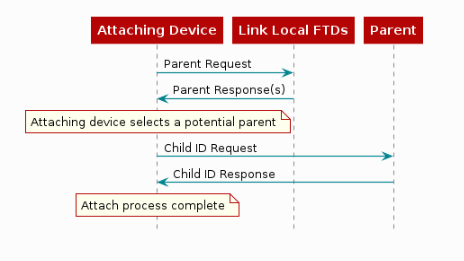 Attaching Device
Link Local FTDs
Parent
Parent Request
Parent Response(s)
Attaching device selects a potential parent
Child ID Request
Child ID Response
Attach process complete